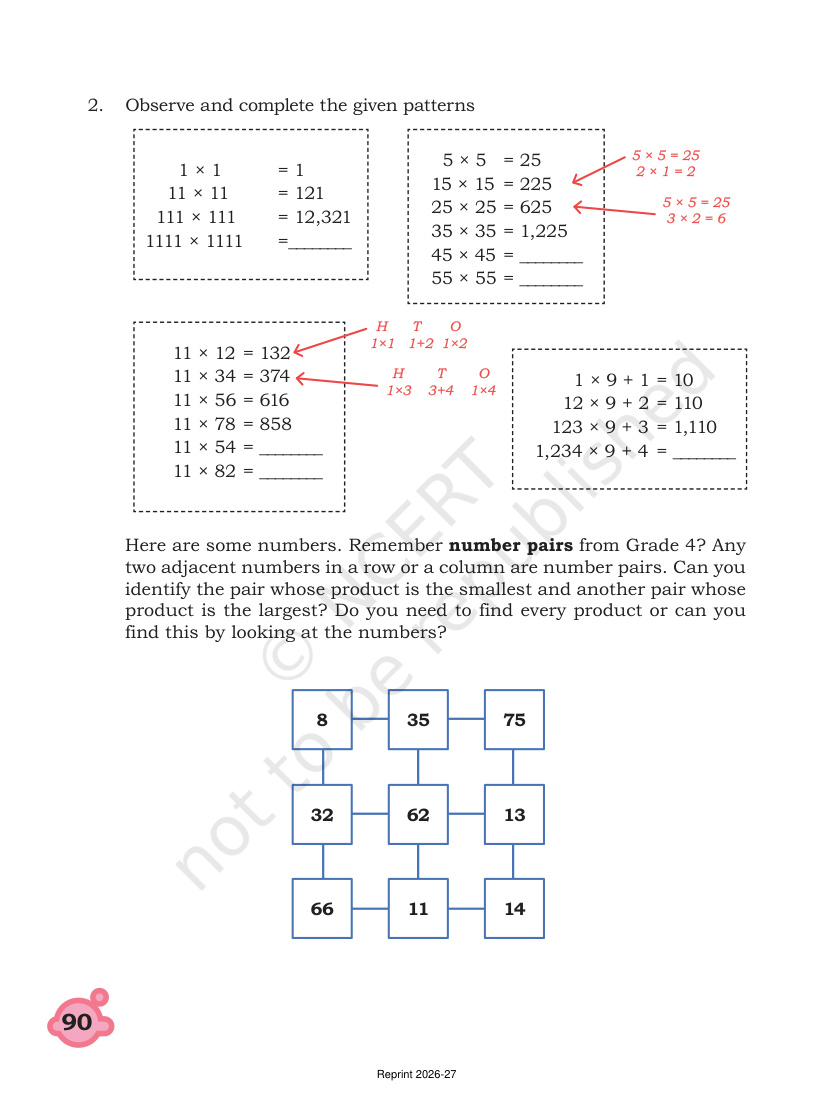 2. Observe and complete the given patterns
1 × 1 = 1
11 × 11 = 121
111 × 111 = 12,321
1111 × 1111 =________
5 × 5 = 25
15 × 15 = 225
25 × 25 = 625
35 × 35 = 1,225
45 × 45 = ________
55 × 55 = ________
5 × 5 = 25
2 × 1 = 2
5 × 5 = 25
3 × 2 = 6
11 × 12 = 132
11 × 34 = 374
11 × 56 = 616
11 × 78 = 858
11 × 54 = ________
11 × 82 = ________
H T O
1×1 1+2 1×2
H T O
1×3 3+4 1×4
1 × 9 + 1 = 10
12 × 9 + 2 = 110
123 × 9 + 3 = 1,110
1,234 × 9 + 4 = ________
Here are some numbers. Remember number pairs from Grade 4? Any
two adjacent numbers in a row or a column are number pairs. Can you
identify the pair whose product is the smallest and another pair whose
product is the largest? Do you need to find every product or can you
find this by looking at the numbers?
8 35 75
32 62 13
66 11 14
© NCERT
not to be republished
90
Reprint 2026-27